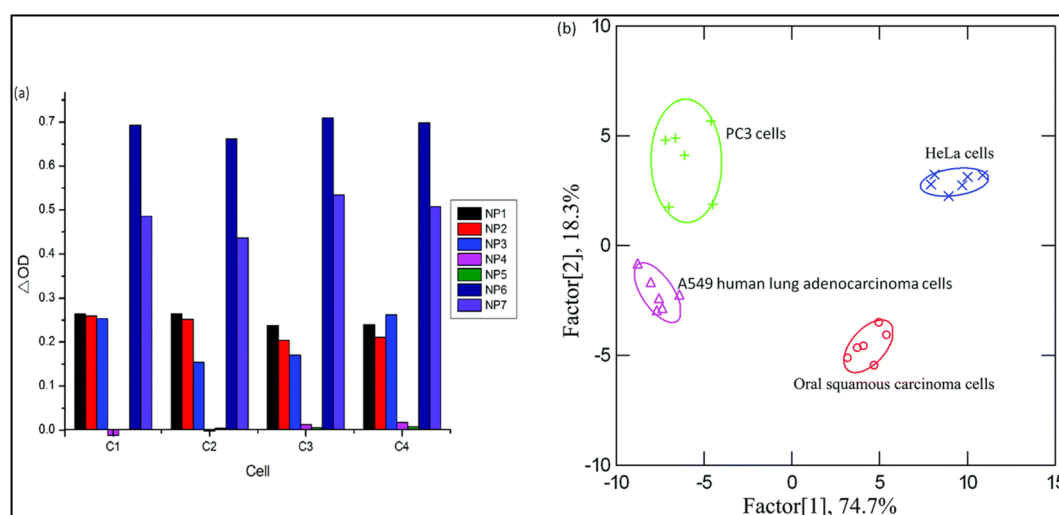 (a)
△OD
0.7
0.6
0.5
0.4
0.3
0.2
0.1
0.0
C1 C2 C3 C4
Cell
NP1
NP2
NP3
NP4
NP5
NP6
NP7
(b)
10
5
0
-5
-10
-10 -5 0 5 10 15
Factor[2], 18.3%
Factor[1], 74.7%
PC3 cells
HeLa cells
A549 human lung adenocarcinoma cells
Oral squamous carcinoma cells